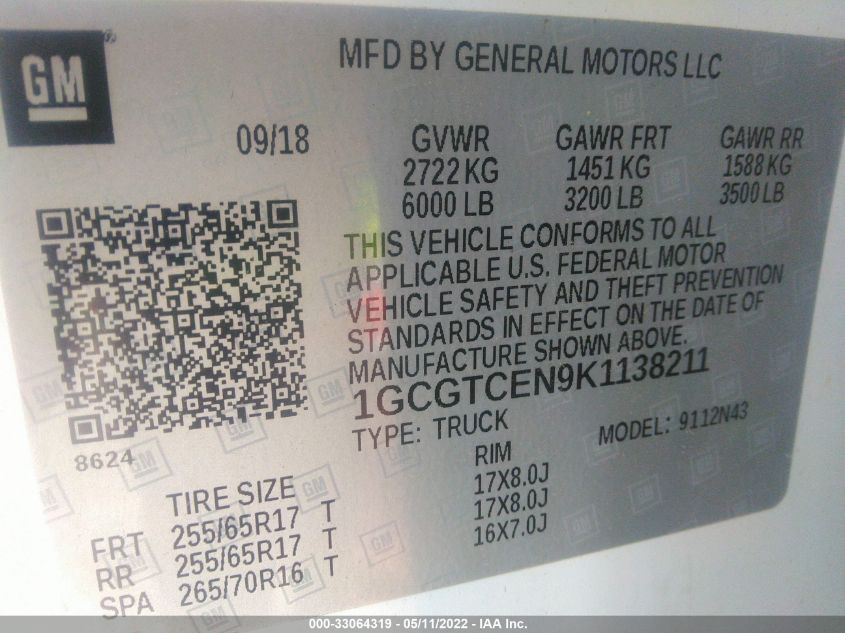 GM
MFD BY GENERAL MOTORS LLC
09/18 GVWR GAWR FRT GAWR RR
2722 KG 1451 KG 1588 KG
6000 LB 3200 LB 3500 LB
THIS VEHICLE CONFORMS TO ALL
APPLICABLE U.S. FEDERAL MOTOR
VEHICLE SAFETY AND THEFT PREVENTION
STANDARDS IN EFFECT ON THE DATE OF
MANUFACTURE SHOWN ABOVE.
1GCGTCEN9K1138211
TYPE: TRUCK MODEL: 9112N43
8624
TIRE SIZE RIM
FRT 255/65R17 T 17X8.0J
RR 255/65R17 T 17X8.0J
SPA 265/70R16 T 16X7.0J
000-33064319 - 05/11/2022 - IAA Inc.